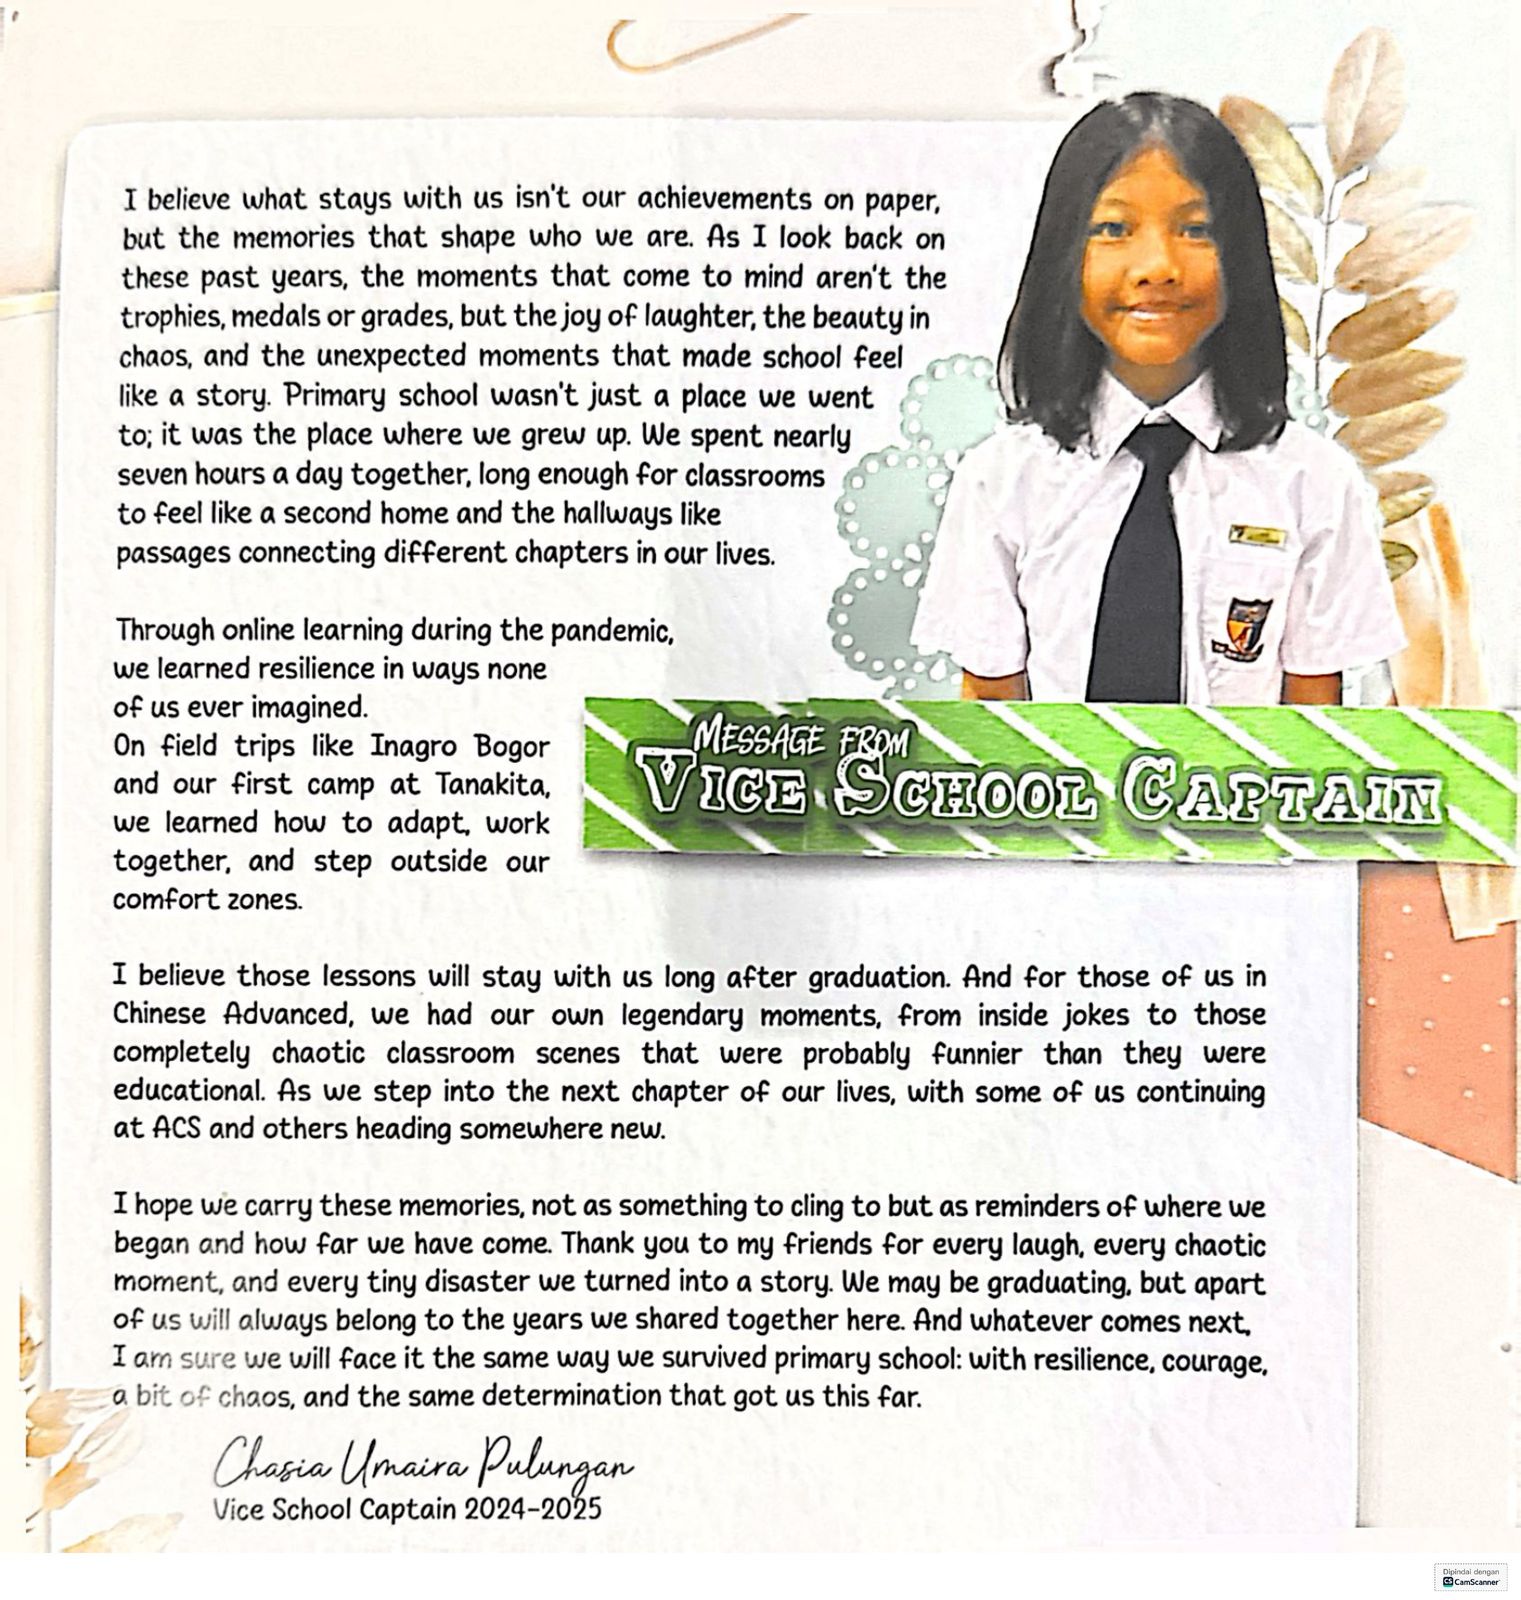 I believe what stays with us isn't our achievements on paper,
but the memories that shape who we are. As I look back on
these past years, the moments that come to mind aren't the
trophies, medals or grades, but the joy of laughter, the beauty in
chaos, and the unexpected moments that made school feel
like a story. Primary school wasn't just a place we went
to; it was the place where we grew up. We spent nearly
seven hours a day together, long enough for classrooms
to feel like a second home and the hallways like
passages connecting different chapters in our lives.
Through online learning during the pandemic,
we learned resilience in ways none
of us ever imagined.
On field trips like Inagro Bogor
and our first camp at Tanakita,
we learned how to adapt, work
together, and step outside our
comfort zones.
MESSAGE FROM
VICE SCHOOL CAPTAIN
I believe those lessons will stay with us long after graduation. And for those of us in
Chinese Advanced, we had our own legendary moments, from inside jokes to those
completely chaotic classroom scenes that were probably funnier than they were
educational. As we step into the next chapter of our lives, with some of us continuing
at ACS and others heading somewhere new.
I hope we carry these memories, not as something to cling to but as reminders of where we
began and how far we have come. Thank you to my friends for every laugh, every chaotic
moment, and every tiny disaster we turned into a story. We may be graduating, but apart
of us will always belong to the years we shared together here. And whatever comes next,
I am sure we will face it the same way we survived primary school: with resilience, courage,
a bit of chaos, and the same determination that got us this far.
Chasia Umaira Pulungan
Vice School Captain 2024-2025
Dipindai dengan
CS CamScanner